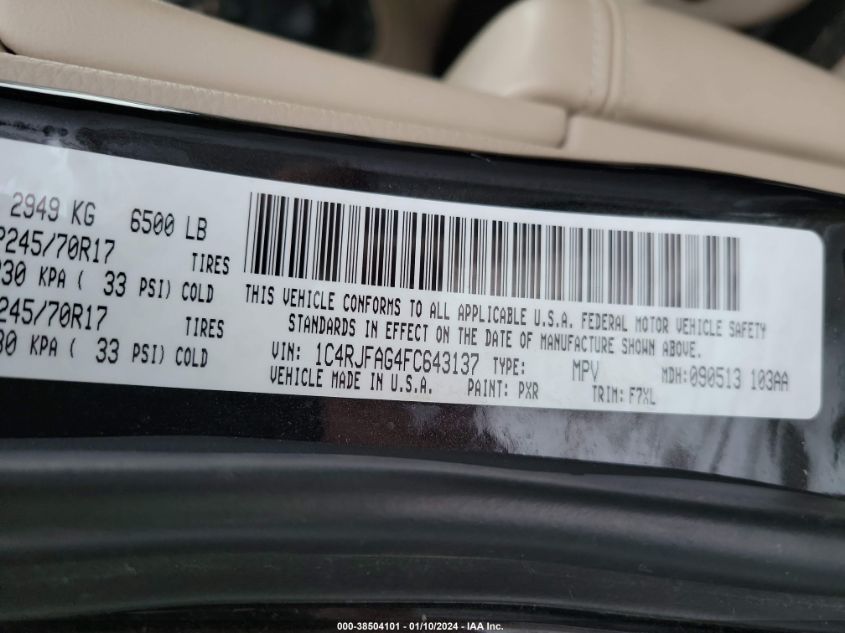 2949 KG 6500 LB
P245/70R17 TIRES
230 KPA ( 33 PSI) COLD
245/70R17 TIRES
30 KPA ( 33 PSI) COLD
THIS VEHICLE CONFORMS TO ALL APPLICABLE U.S.A. FEDERAL MOTOR VEHICLE SAFETY
STANDARDS IN EFFECT ON THE DATE OF MANUFACTURE SHOWN ABOVE.
VIN: 1C4RJFAG4FC643137 TYPE: MPV MDH:090513 103AA
VEHICLE MADE IN U.S.A. PAINT: PXR TRIM: F7XL
000-38504101 - 01/10/2024 - IAA Inc.